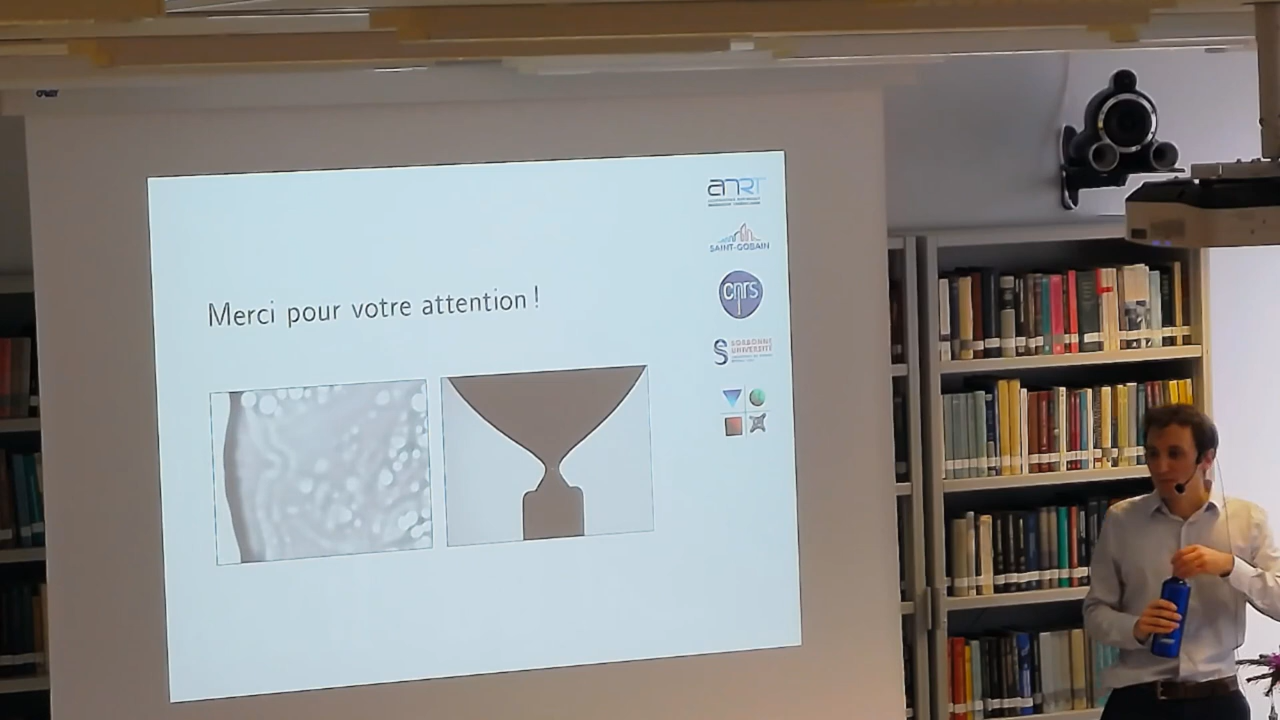 Merci pour votre attention !
anRT
SAINT-GOBAIN
cnrs
SORBONNE
UNIVERSITÉ